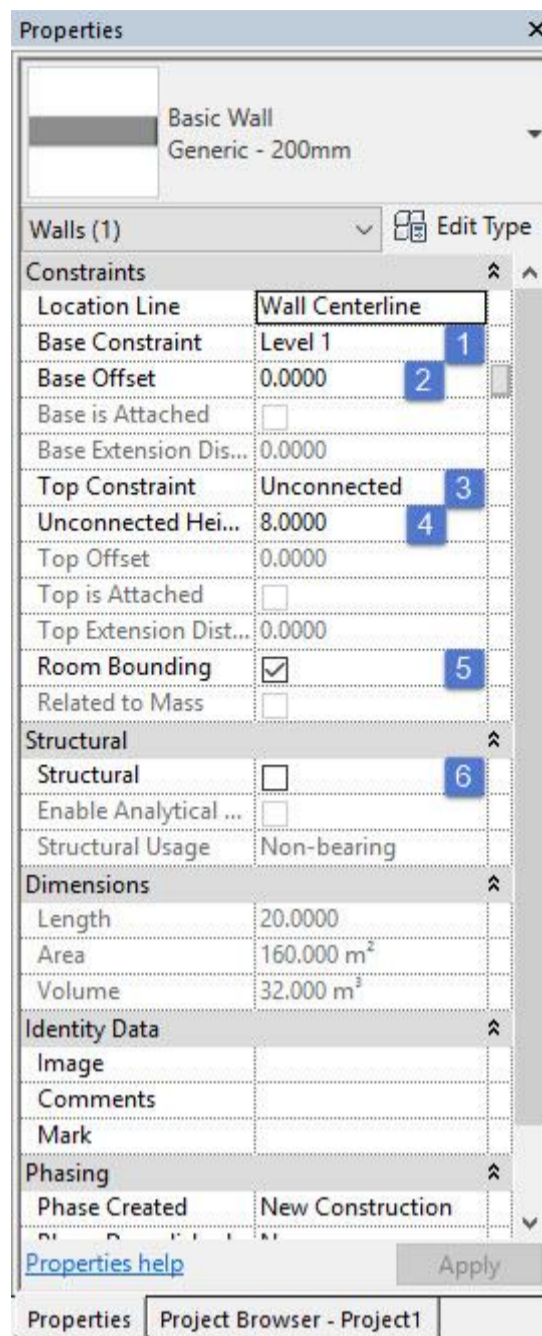 Properties
Basic Wall
Generic - 200mm
Walls (1) Edit Type
Constraints
Location Line Wall Centerline
Base Constraint Level 1 1
Base Offset 0.0000 2
Base is Attached
Base Extension Dis... 0.0000
Top Constraint Unconnected 3
Unconnected Hei... 8.0000 4
Top Offset 0.0000
Top is Attached
Top Extension Dist... 0.0000
Room Bounding 5
Related to Mass
Structural
Structural 6
Enable Analytical ...
Structural Usage Non-bearing
Dimensions
Length 20.0000
Area 160.000 m²
Volume 32.000 m³
Identity Data
Image
Comments
Mark
Phasing
Phase Created New Construction
Properties help Apply
Properties Project Browser - Project1